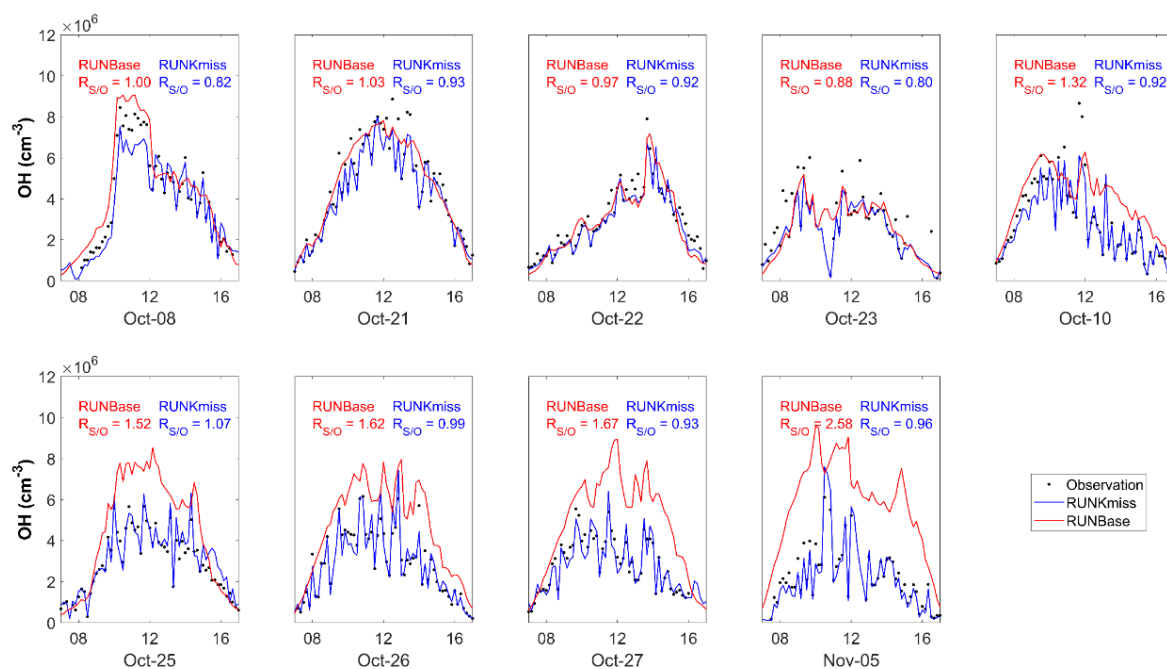 ×10⁶
12
10
8
6
4
2
0
OH (cm⁻³)
RUNBase RUNKmiss
R_S/O = 1.00 R_S/O = 0.82
08 12 16
Oct-08
RUNBase RUNKmiss
R_S/O = 1.03 R_S/O = 0.93
08 12 16
Oct-21
RUNBase RUNKmiss
R_S/O = 0.97 R_S/O = 0.92
08 12 16
Oct-22
RUNBase RUNKmiss
R_S/O = 0.88 R_S/O = 0.80
08 12 16
Oct-23
RUNBase RUNKmiss
R_S/O = 1.32 R_S/O = 0.92
08 12 16
Oct-10
×10⁶
12
10
8
6
4
2
0
OH (cm⁻³)
RUNBase RUNKmiss
R_S/O = 1.52 R_S/O = 1.07
08 12 16
Oct-25
RUNBase RUNKmiss
R_S/O = 1.62 R_S/O = 0.99
08 12 16
Oct-26
RUNBase RUNKmiss
R_S/O = 1.67 R_S/O = 0.93
08 12 16
Oct-27
RUNBase RUNKmiss
R_S/O = 2.58 R_S/O = 0.96
08 12 16
Nov-05
Observation
RUNKmiss
RUNBase